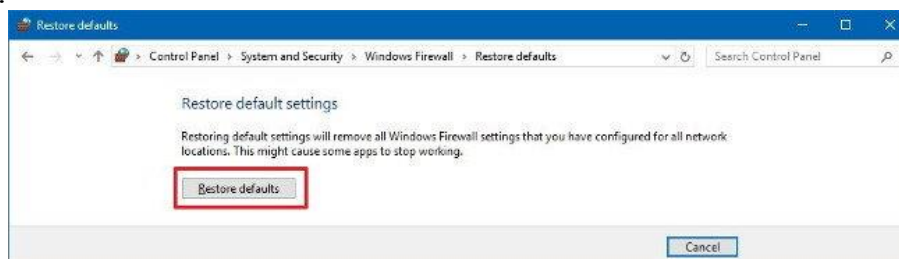 Restore defaults
Control Panel > System and Security > Windows Firewall > Restore defaults
Search Control Panel
Restore default settings
Restoring default settings will remove all Windows Firewall settings that you have configured for all network
locations. This might cause some apps to stop working.
Restore defaults
Cancel